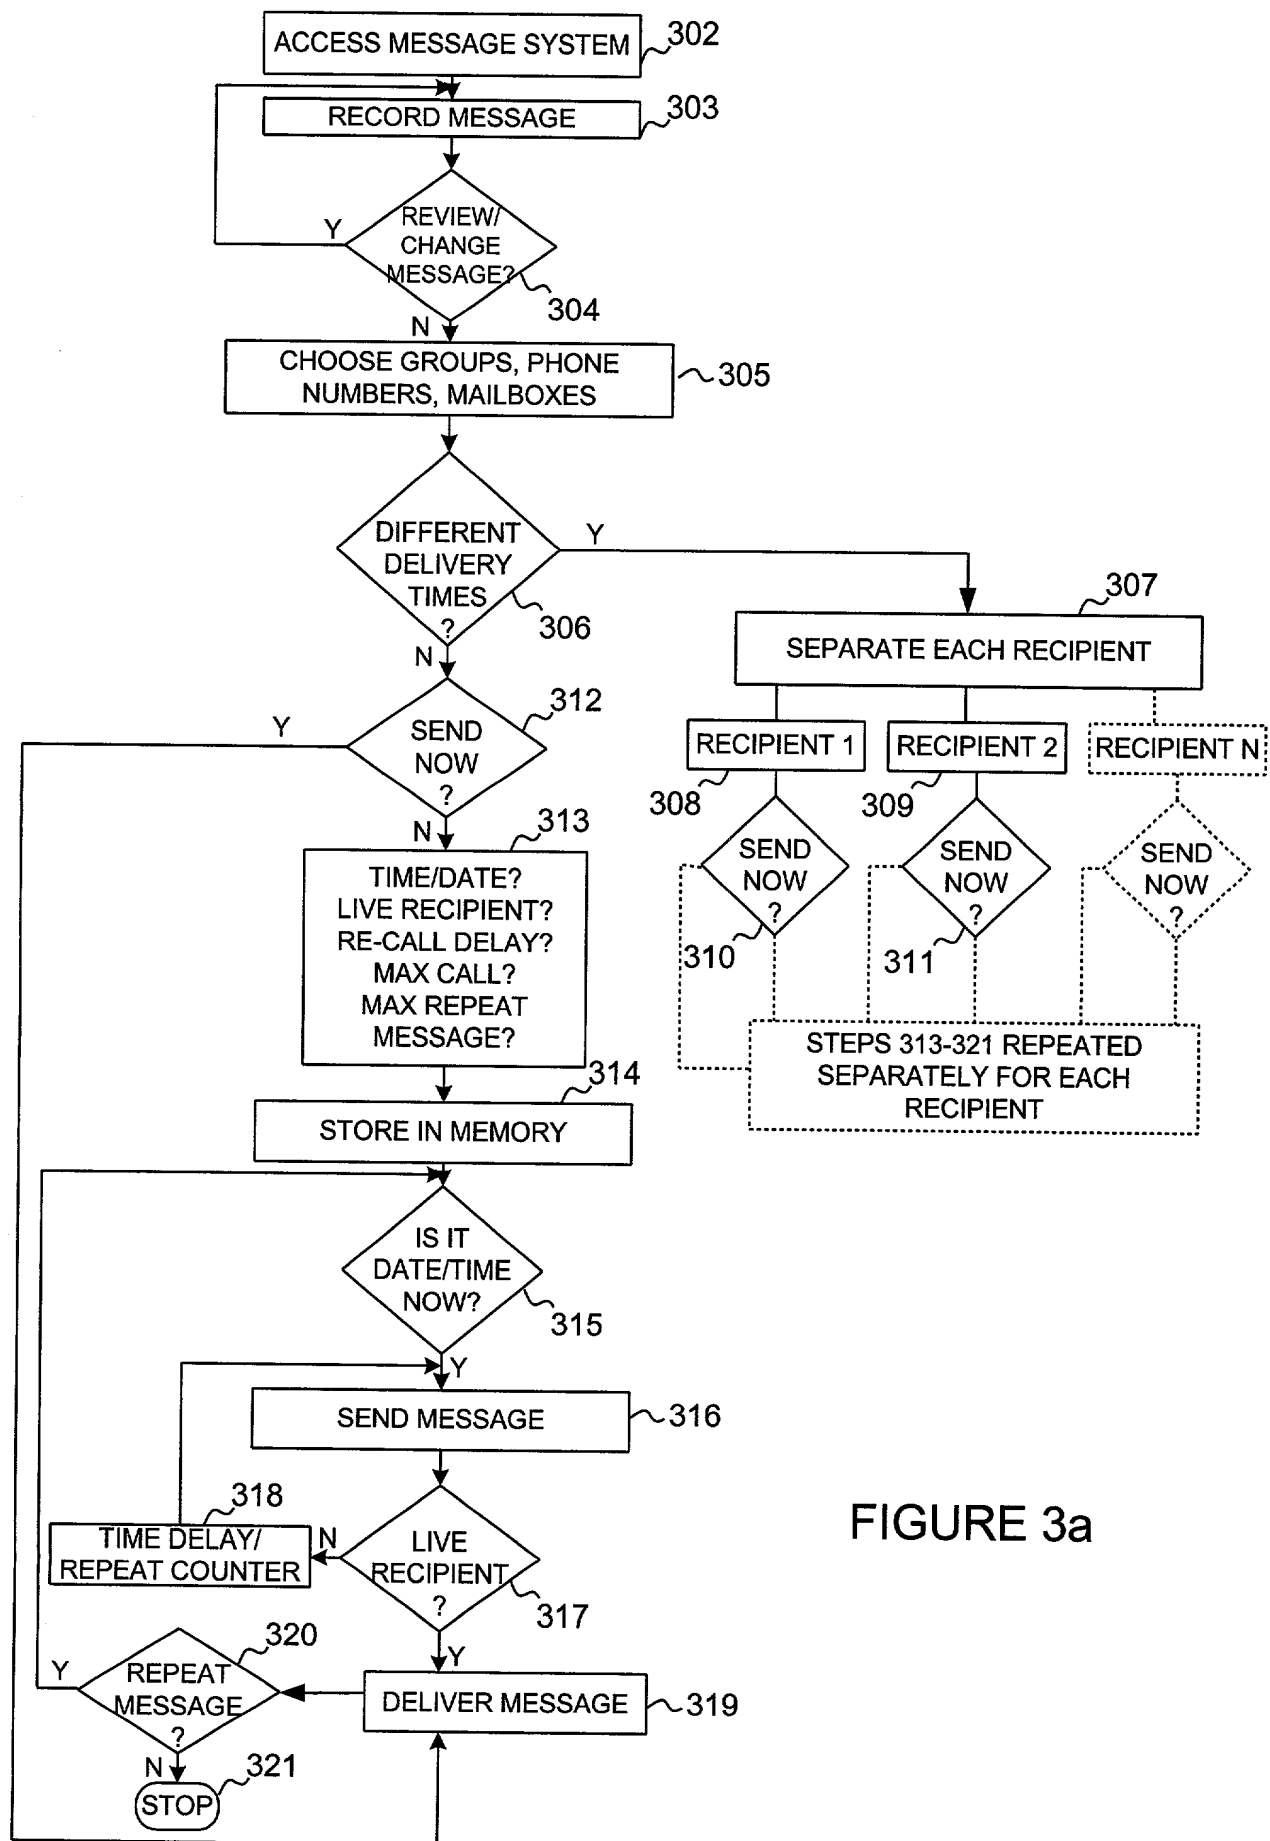 ACCESS MESSAGE SYSTEM
302
RECORD MESSAGE
303
REVIEW/
CHANGE
MESSAGE?
Y
304
N
CHOOSE GROUPS, PHONE
NUMBERS, MAILBOXES
305
DIFFERENT
DELIVERY
TIMES
?
Y
306
N
307
SEPARATE EACH RECIPIENT
RECIPIENT 1
308
RECIPIENT 2
309
RECIPIENT N
SEND
NOW
?
310
SEND
NOW
?
311
SEND
NOW
?
STEPS 313-321 REPEATED
SEPARATELY FOR EACH
RECIPIENT
312
Y
SEND
NOW
?
N
313
TIME/DATE?
LIVE RECIPIENT?
RE-CALL DELAY?
MAX CALL?
MAX REPEAT
MESSAGE?
314
STORE IN MEMORY
IS IT
DATE/TIME
NOW?
315
Y
SEND MESSAGE
316
318
TIME DELAY/
REPEAT COUNTER
N
LIVE
RECIPIENT
?
317
Y
320
Y
REPEAT
MESSAGE
?
DELIVER MESSAGE
319
N
321
STOP
FIGURE 3a